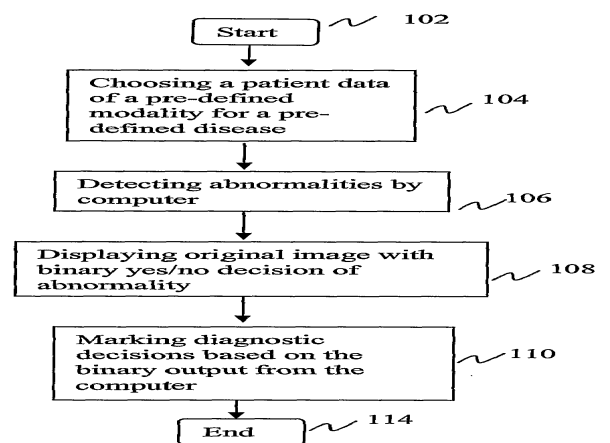 Start
102
Choosing a patient data
of a pre-defined
modality for a pre-
defined disease
104
Detecting abnormalities by
computer
106
Displaying original image with
binary yes/no decision of
abnormality
108
Marking diagnostic
decisions based on the
binary output from the
computer
110
End
114